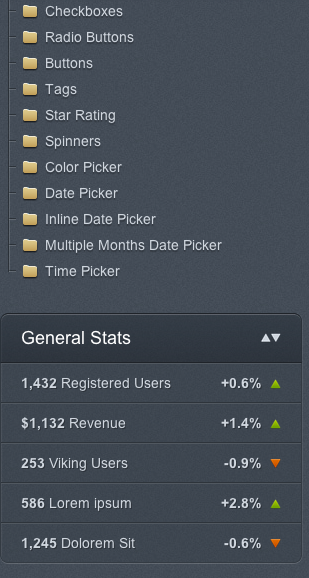 Checkboxes
Radio Buttons
Buttons
Tags
Star Rating
Spinners
Color Picker
Date Picker
Inline Date Picker
Multiple Months Date Picker
Time Picker
General Stats
1,432 Registered Users +0.6%
$1,132 Revenue +1.4%
253 Viking Users -0.9%
586 Lorem ipsum +2.8%
1,245 Dolorem Sit -0.6%